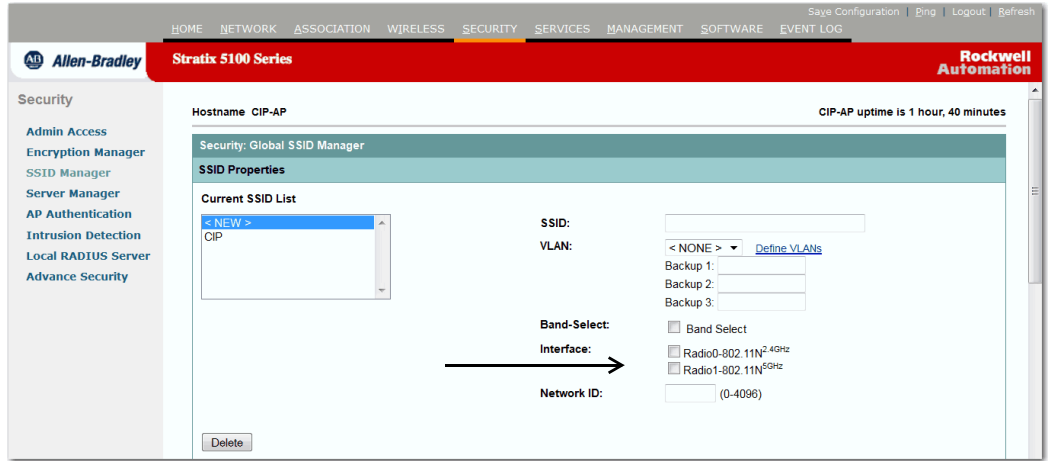 Save Configuration | Ping | Logout | Refresh
HOME NETWORK ASSOCIATION WIRELESS SECURITY SERVICES MANAGEMENT SOFTWARE EVENT LOG
AB Allen-Bradley
Stratix 5100 Series
Rockwell
Automation
Security
Admin Access
Encryption Manager
SSID Manager
Server Manager
AP Authentication
Intrusion Detection
Local RADIUS Server
Advance Security
Hostname CIP-AP
CIP-AP uptime is 1 hour, 40 minutes
Security: Global SSID Manager
SSID Properties
Current SSID List
< NEW >
CIP
SSID:
VLAN:
< NONE >
Define VLANs
Backup 1:
Backup 2:
Backup 3:
Band-Select:
Band Select
Interface:
Radio0-802.11N2.4GHz
Radio1-802.11N5GHz
Network ID:
(0-4096)
Delete